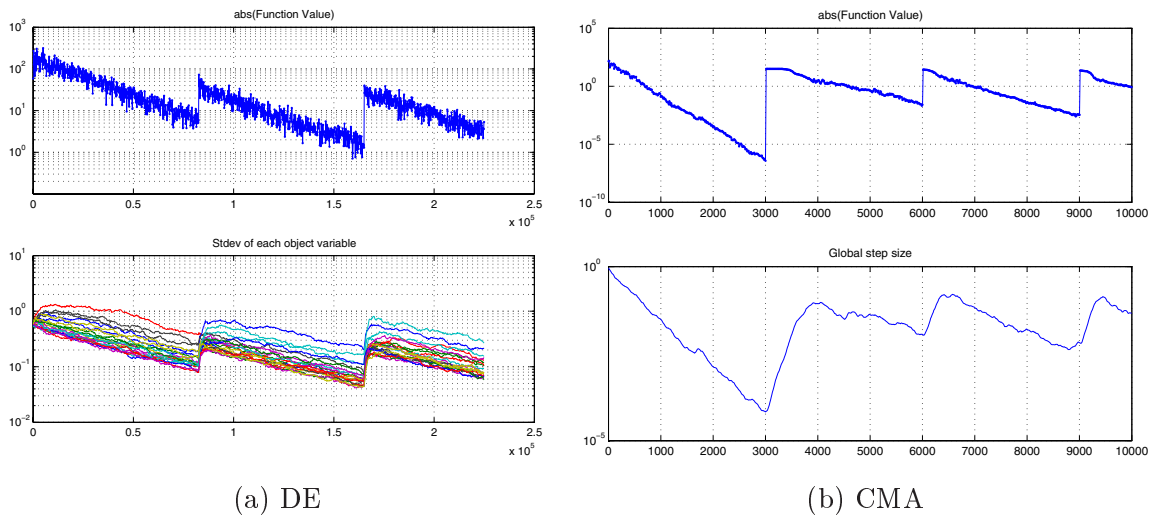 abs(Function Value)
10^3
10^2
10^1
10^0
0 0.5 1 1.5 2 2.5
x 10^5
Stdev of each object variable
10^1
10^0
10^-1
10^-2
0 0.5 1 1.5 2 2.5
x 10^5
(a) DE
abs(Function Value)
10^5
10^0
10^-5
10^-10
0 1000 2000 3000 4000 5000 6000 7000 8000 9000 10000
Global step size
10^0
10^-5
0 1000 2000 3000 4000 5000 6000 7000 8000 9000 10000
(b) CMA